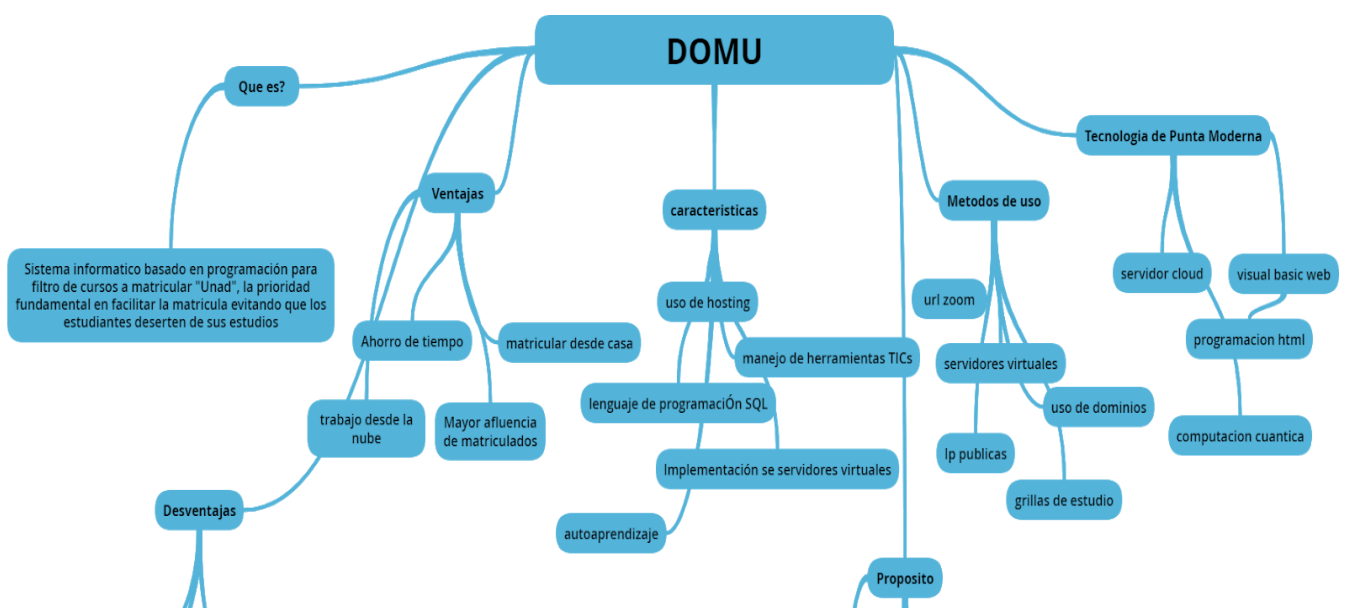 DOMU
Que es?
Sistema informatico basado en programación para
filtro de cursos a matricular "Unad", la prioridad
fundamental en facilitar la matricula evitando que los
estudiantes deserten de sus estudios
Ventajas
Ahorro de tiempo
matricular desde casa
trabajo desde la
nube
Mayor afluencia
de matriculados
Desventajas
caracteristicas
uso de hosting
manejo de herramientas TICs
lenguaje de programaciÓn SQL
Implementación se servidores virtuales
autoaprendizaje
Metodos de uso
url zoom
servidores virtuales
uso de dominios
Ip publicas
grillas de estudio
Tecnologia de Punta Moderna
servidor cloud
visual basic web
programacion html
computacion cuantica
Proposito